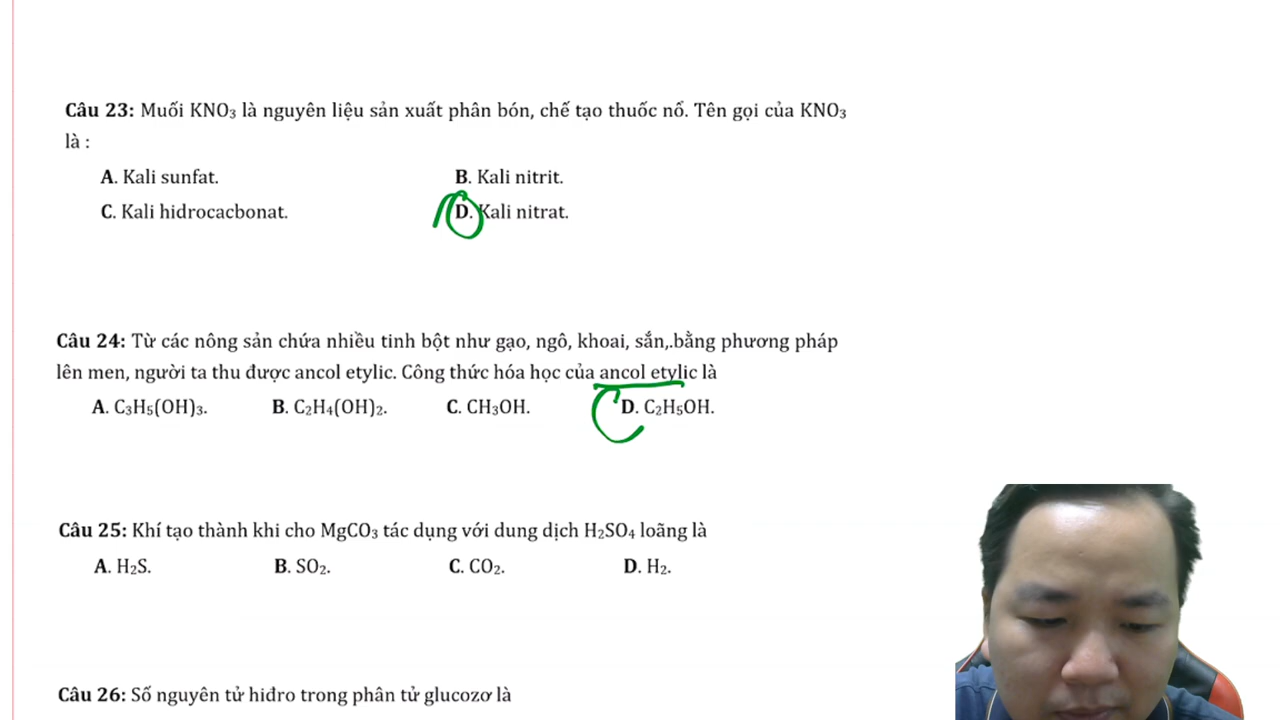 Câu 23: Muối KNO₃ là nguyên liệu sản xuất phân bón, chế tạo thuốc nổ. Tên gọi của KNO₃
là :
A. Kali sunfat. B. Kali nitrit.
C. Kali hidrocacbonat. D. Kali nitrat.
Câu 24: Từ các nông sản chứa nhiều tinh bột như gạo, ngô, khoai, sắn,.bằng phương pháp
lên men, người ta thu được ancol etylic. Công thức hóa học của ancol etylic là
A. C₃H₅(OH)₃. B. C₂H₄(OH)₂. C. CH₃OH. D. C₂H₅OH.
Câu 25: Khí tạo thành khi cho MgCO₃ tác dụng với dung dịch H₂SO₄ loãng là
A. H₂S. B. SO₂. C. CO₂. D. H₂.
Câu 26: Số nguyên tử hiđro trong phân tử glucozơ là